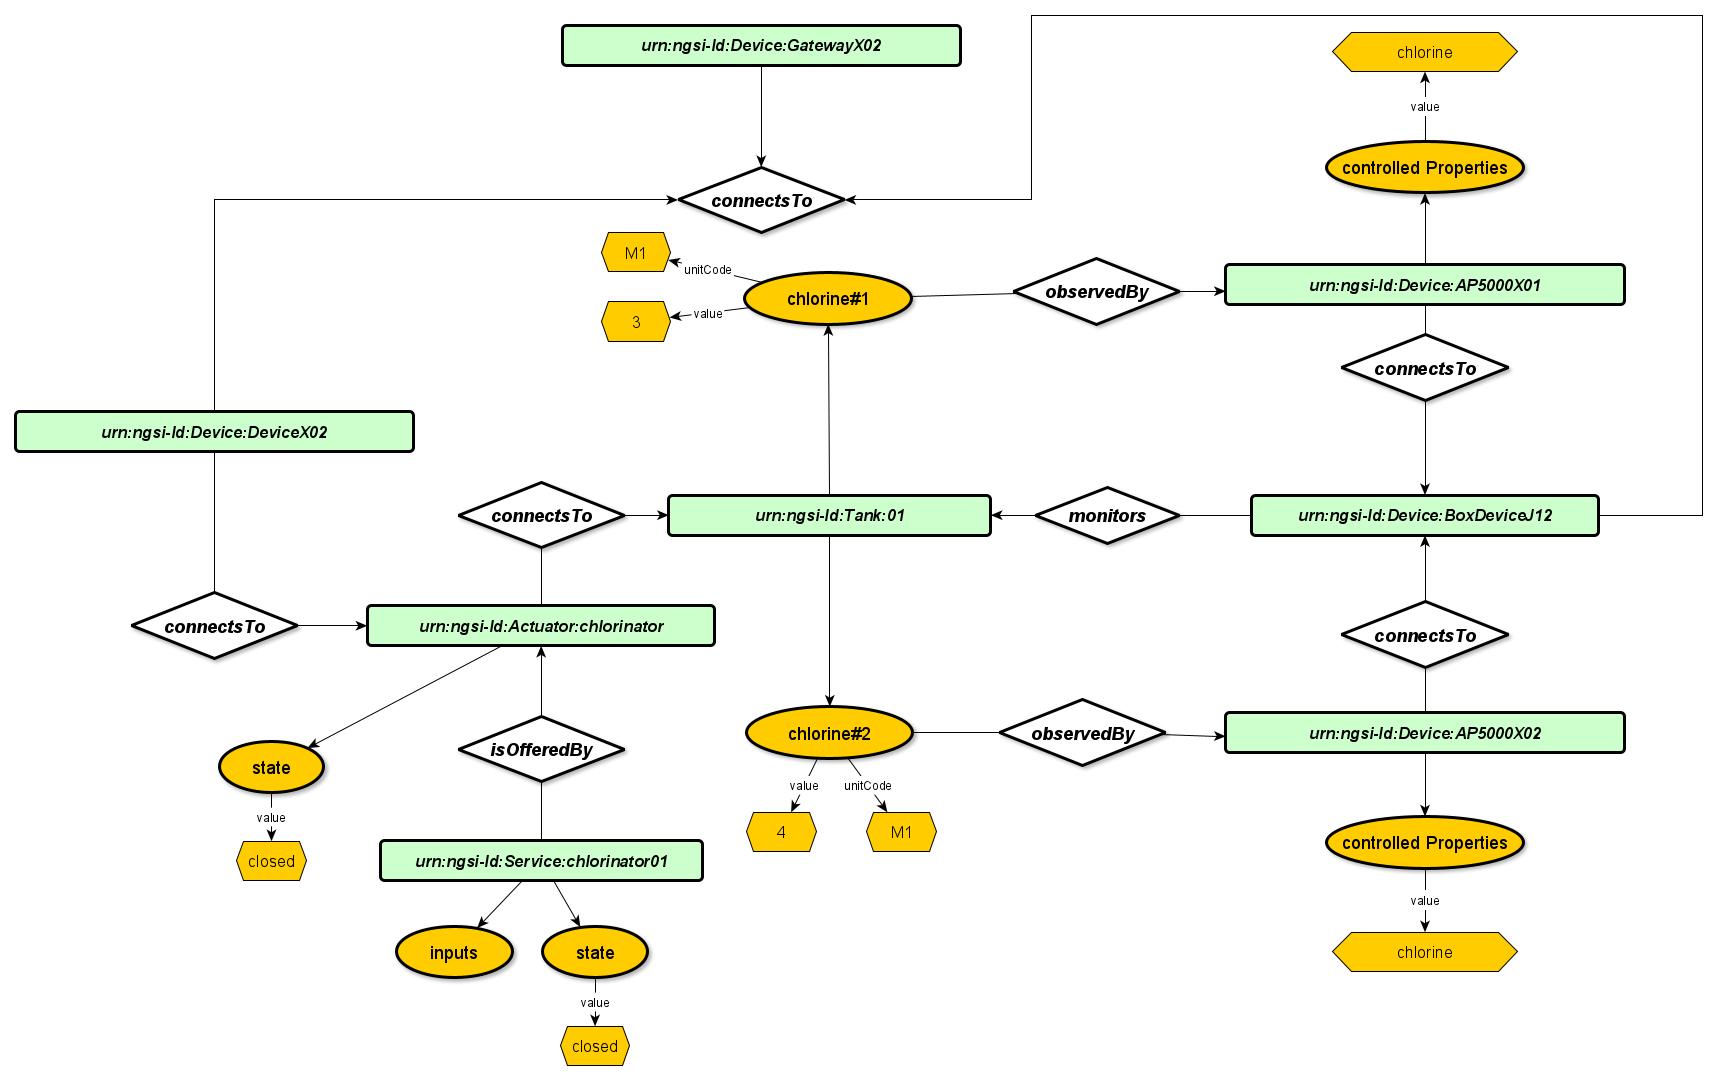 urn:ngsi-ld:Device:GatewayX02
chlorine
value
controlled Properties
connectsTo
M1
unitCode
chlorine#1
observedBy
urn:ngsi-ld:Device:AP5000X01
3
value
connectsTo
urn:ngsi-ld:Device:DeviceX02
connectsTo
urn:ngsi-ld:Tank:01
monitors
urn:ngsi-ld:Device:BoxDeviceJ12
connectsTo
urn:ngsi-ld:Actuator:chlorinator
connectsTo
state
isOfferedBy
chlorine#2
observedBy
urn:ngsi-ld:Device:AP5000X02
value
closed
value
unitCode
4
M1
controlled Properties
urn:ngsi-ld:Service:chlorinator01
value
inputs
state
chlorine
value
closed